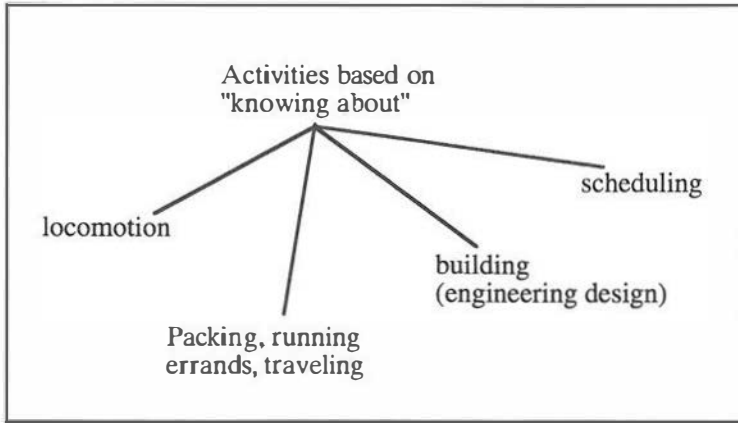 Activities based on
"knowing about"
scheduling
locomotion
building
(engineering design)
Packing, running
errands, traveling